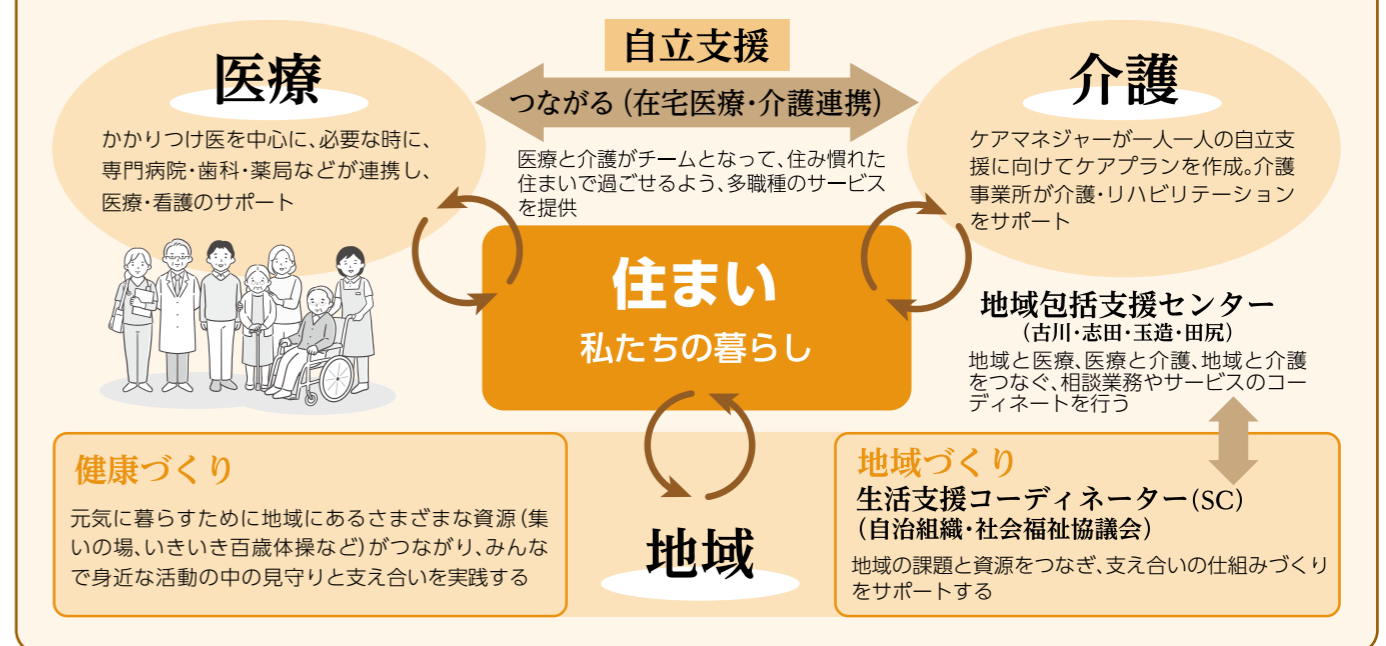 医療
かかりつけ医を中心に、必要な時に、
専門病院・歯科・薬局などが連携し、
医療・看護のサポート
自立支援
つながる（在宅医療・介護連携）
医療と介護がチームとなって、住み慣れた
住まいで過ごせるよう、多職種のサービス
を提供
介護
ケアマネジャーが一人一人の自立支
援に向けてケアプランを作成。介護
事業所が介護・リハビリテーション
をサポート
住まい
私たちの暮らし
地域包括支援センター
（古川・志田・玉造・田尻）
地域と医療、医療と介護、地域と介護
をつなぐ、相談業務やサービスのコー
ディネートを行う
健康づくり
元気に暮らすために地域にあるさまざまな資源（集
いの場、いきいき百歳体操など）がつながり、みんな
で身近な活動の中の見守りと支え合いを実践する
地域
地域づくり
生活支援コーディネーター（SC）
（自治組織・社会福祉協議会）
地域の課題と資源をつなぎ、支え合いの仕組みづくり
をサポートする